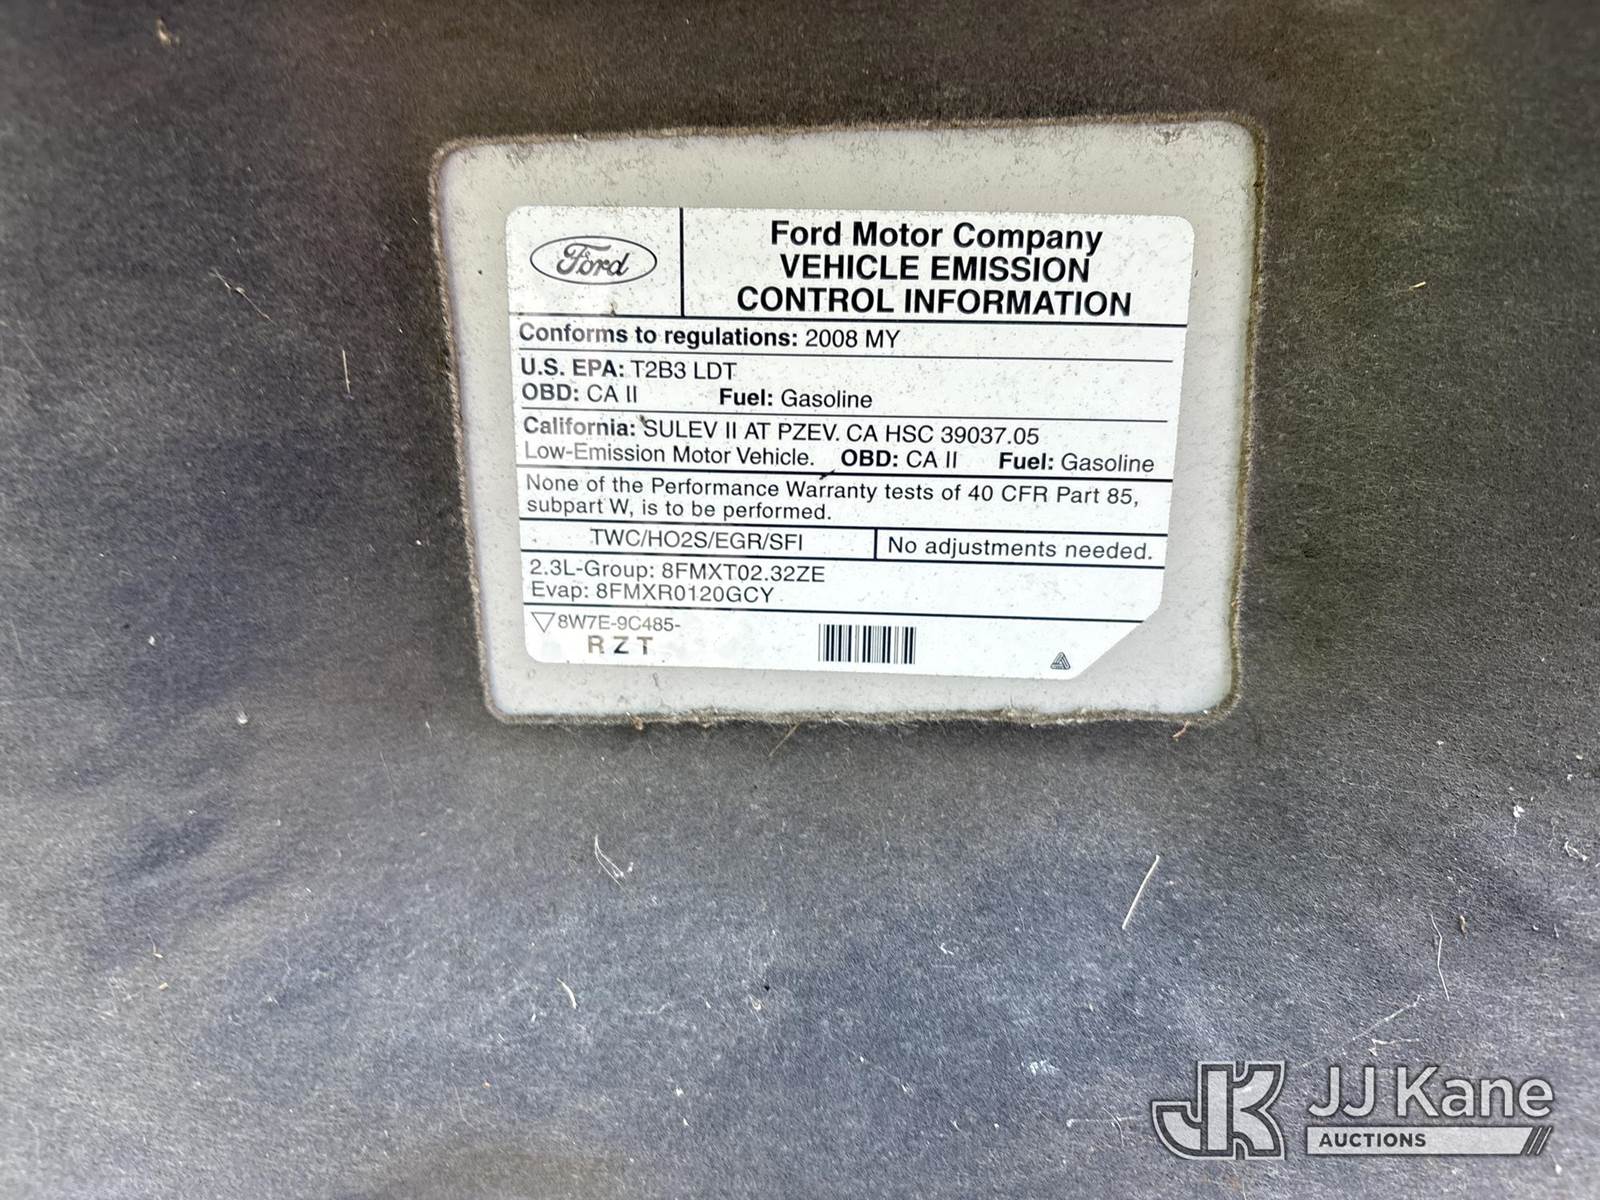 Ford
Ford Motor Company
VEHICLE EMISSION
CONTROL INFORMATION
Conforms to regulations: 2008 MY
U.S. EPA: T2B3 LDT
OBD: CA II Fuel: Gasoline
California: SULEV II AT PZEV. CA HSC 39037.05
Low-Emission Motor Vehicle. OBD: CA II Fuel: Gasoline
None of the Performance Warranty tests of 40 CFR Part 85,
subpart W, is to be performed.
TWC/HO2S/EGR/SFI No adjustments needed.
2.3L-Group: 8FMXT02.32ZE
Evap: 8FMXR0120GCY
8W7E-9C485-
RZT
JK JJ Kane
AUCTIONS